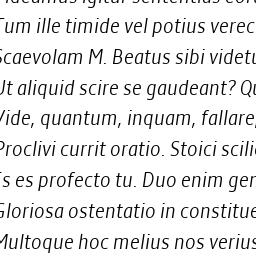 Tum ille timide vel potius verec
Scaevolam M. Beatus sibi videtu
Ut aliquid scire se gaudeant? Qu
Vide, quantum, inquam, fallare,
Proclivi currit oratio. Stoici scili
Is es profecto tu. Duo enim gen
Gloriosa ostentatio in constitue
Multoque hoc melius nos verius